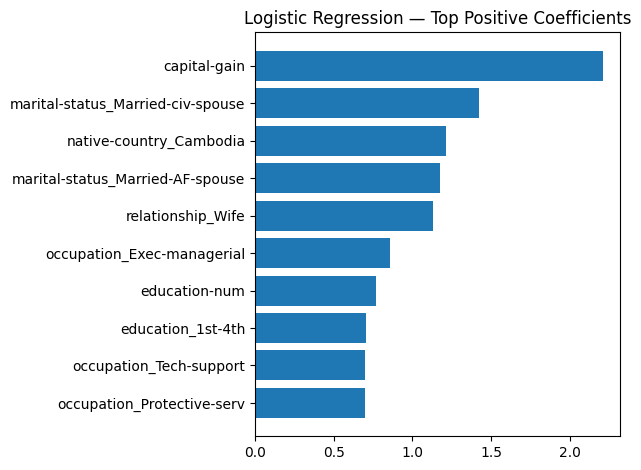 Logistic Regression — Top Positive Coefficients
capital-gain
marital-status_Married-civ-spouse
native-country_Cambodia
marital-status_Married-AF-spouse
relationship_Wife
occupation_Exec-managerial
education-num
education_1st-4th
occupation_Tech-support
occupation_Protective-serv
0.0 0.5 1.0 1.5 2.0